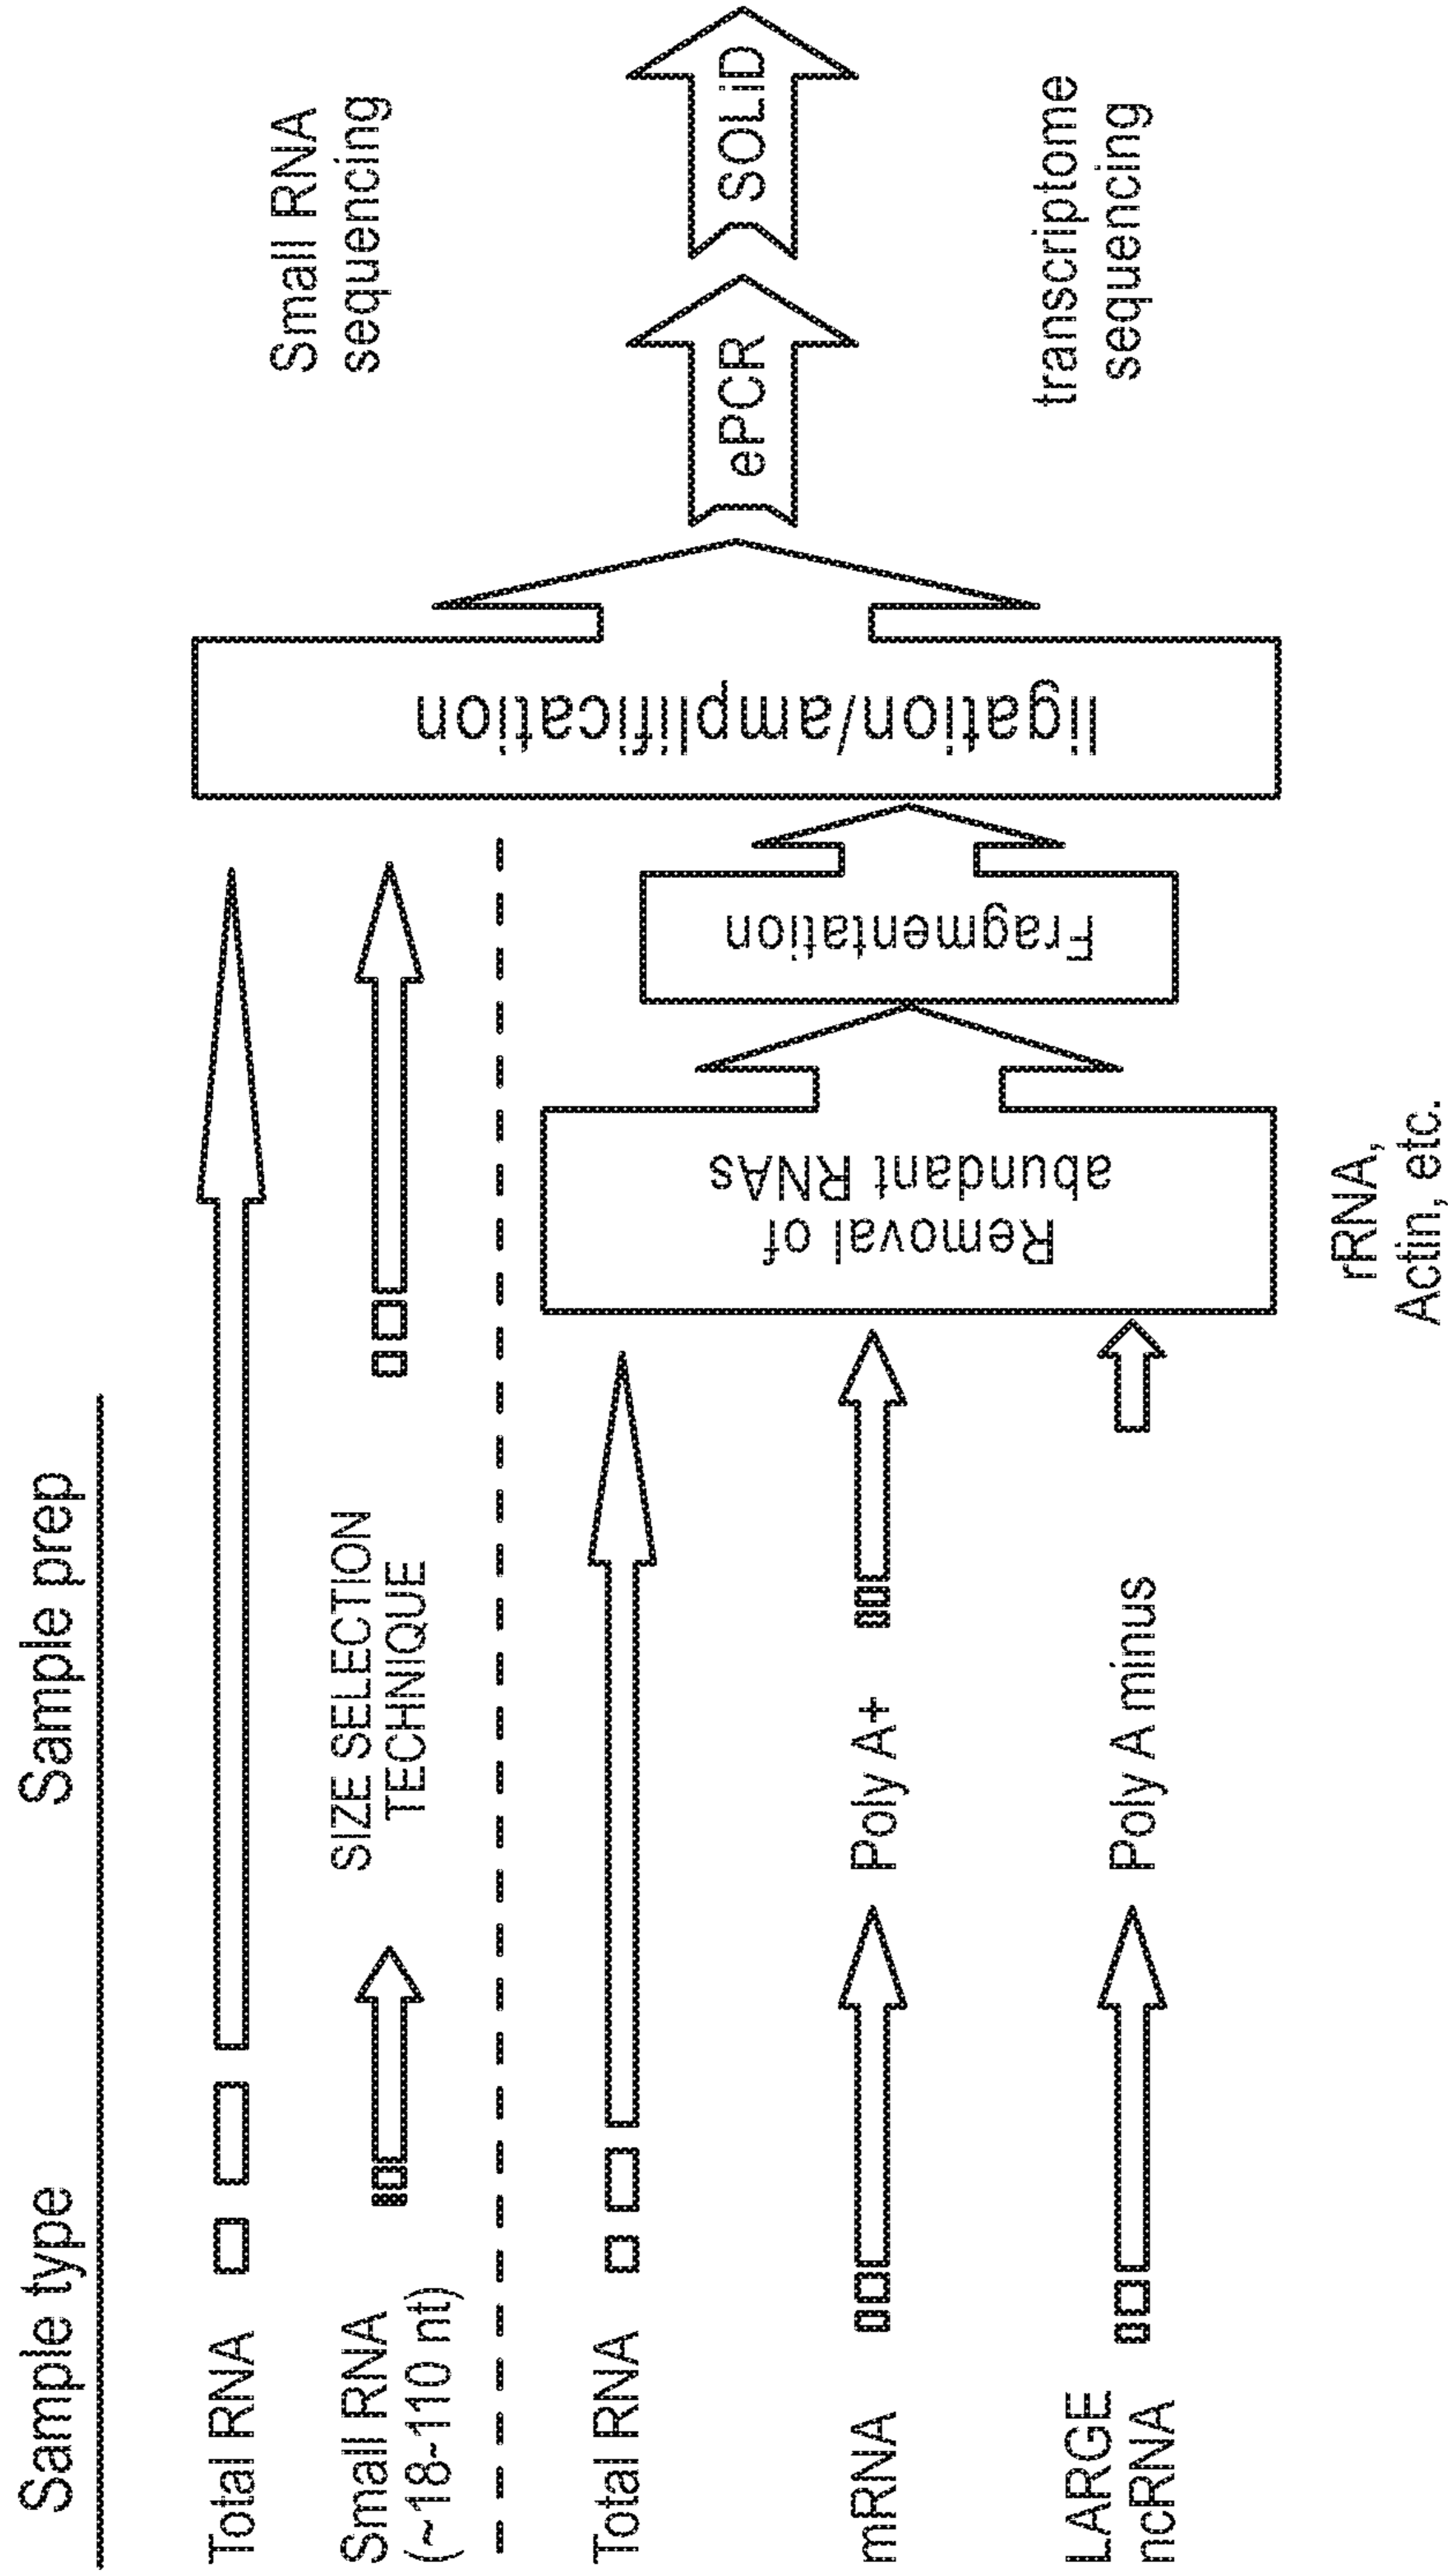 Sample type
Sample prep
Total RNA
Small RNA
(~18-110 nt)
SIZE SELECTION
TECHNIQUE
Small RNA
sequencing
Total RNA
mRNA
Poly A+
LARGE
ncRNA
Poly A minus
Removal of
abundant RNAs
rRNA,
Actin, etc.
Fragmentation
ligation/amplification
ePCR
SOLiD
transcriptome
sequencing